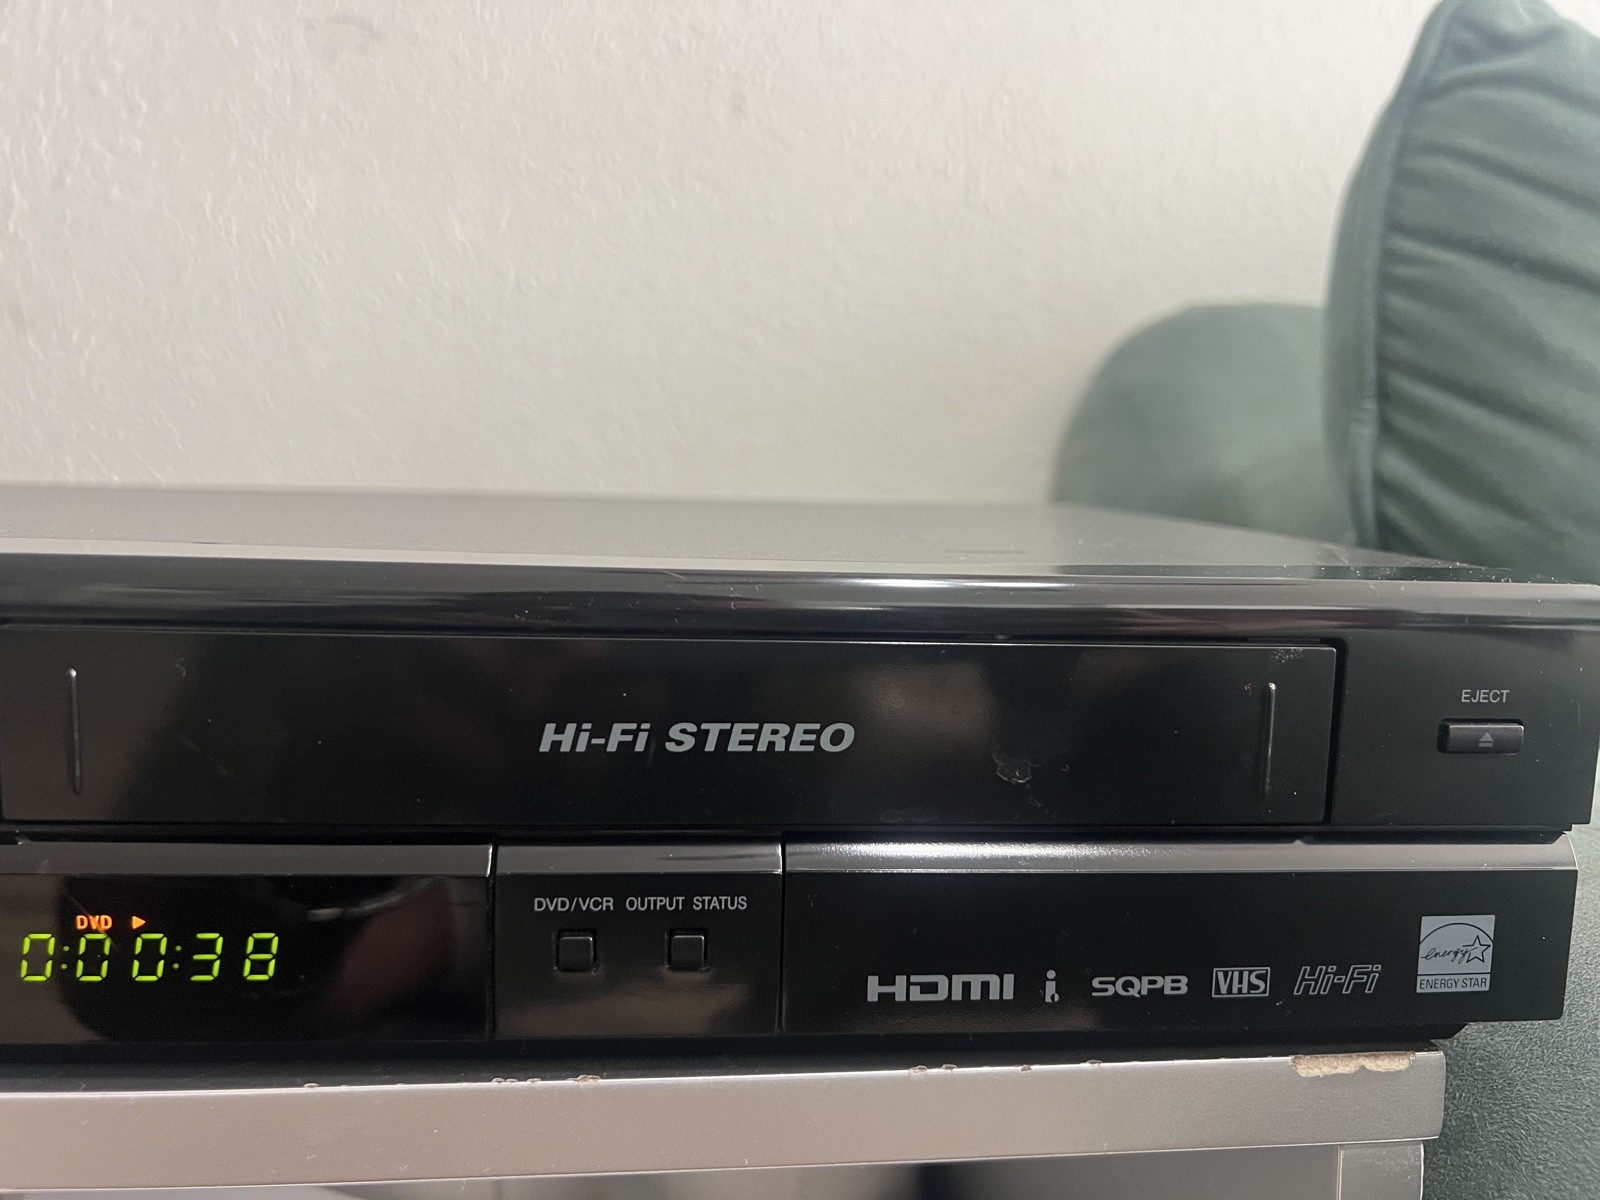 Hi-Fi STEREO
EJECT
DVD
0:00:38
DVD/VCR OUTPUT STATUS
HDMI SQPB VHS Hi-Fi
energy
ENERGY STAR